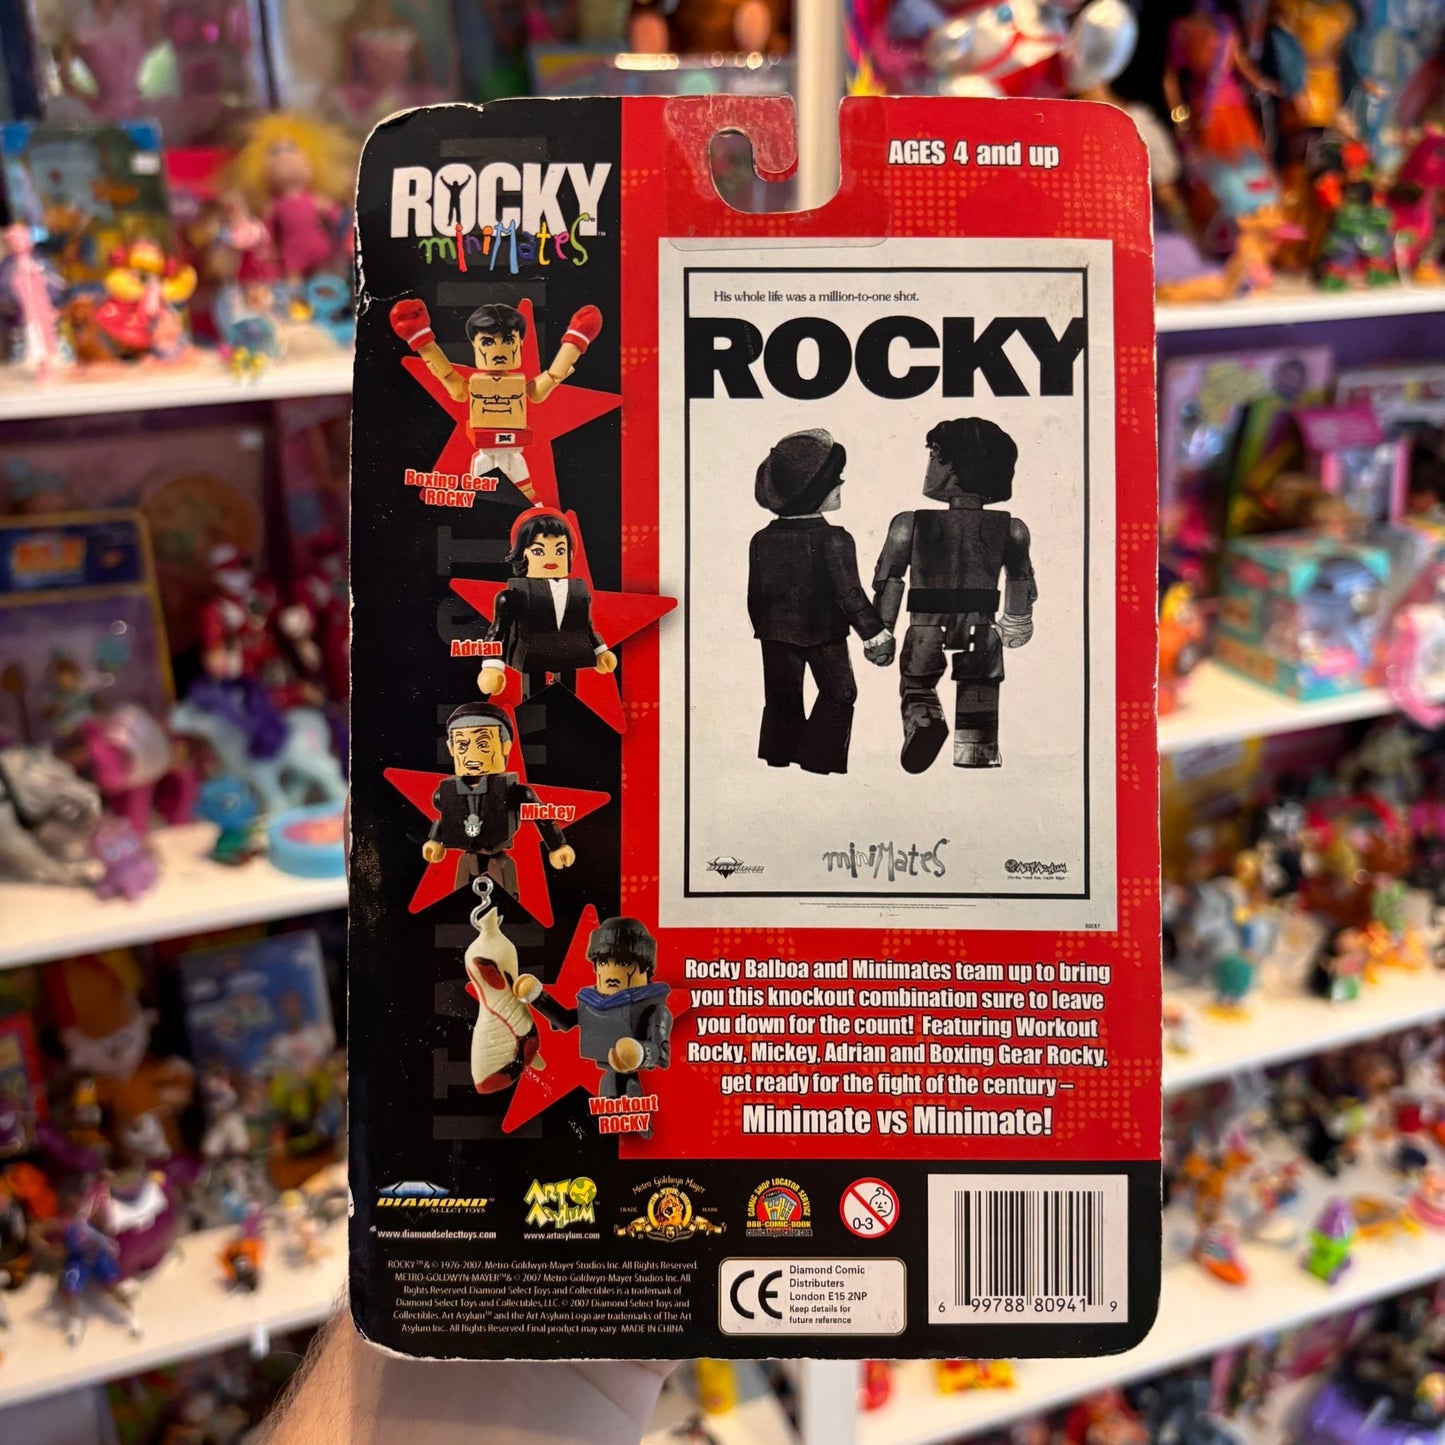 AGES 4 and up
ROCKY™
miniMates
Boxing Gear
ROCKY
Adrian
Mickey
Workout
ROCKY
His whole life was a million-to-one shot.
ROCKY
miniMates
DIAMOND
ART ASYLUM
ROCKY
Rocky Balboa and Minimates team up to bring
you this knockout combination sure to leave
you down for the count! Featuring Workout
Rocky, Mickey, Adrian and Boxing Gear Rocky,
get ready for the fight of the century –
Minimate vs Minimate!
DIAMOND™
SELECT TOYS
www.diamondselecttoys.com
ART ASYLUM
www.artasylum.com
Metro Goldwyn Mayer
TRADE MARK
COMIC SHOP LOCATOR SERVICE
888-COMIC-BOOK
comicshoplocator.com
0-3
ROCKY™ & © 1976-2007. Metro-Goldwyn-Mayer Studios Inc. All Rights Reserved.
METRO-GOLDWYN-MAYER™& © 2007 Metro-Goldwyn-Mayer Studios Inc. All
Rights Reserved. Diamond Select Toys and Collectibles is a trademark of
Diamond Select Toys and Collectibles, LLC. © 2007 Diamond Select Toys and
Collectibles. Art Asylum™ and the Art Asylum Logo are trademarks of The Art
Asylum Inc. All Rights Reserved. Final product may vary. MADE IN CHINA
CE
Diamond Comic
Distributers
London E15 2NP
Keep details for
future reference
6 99788 80941 9